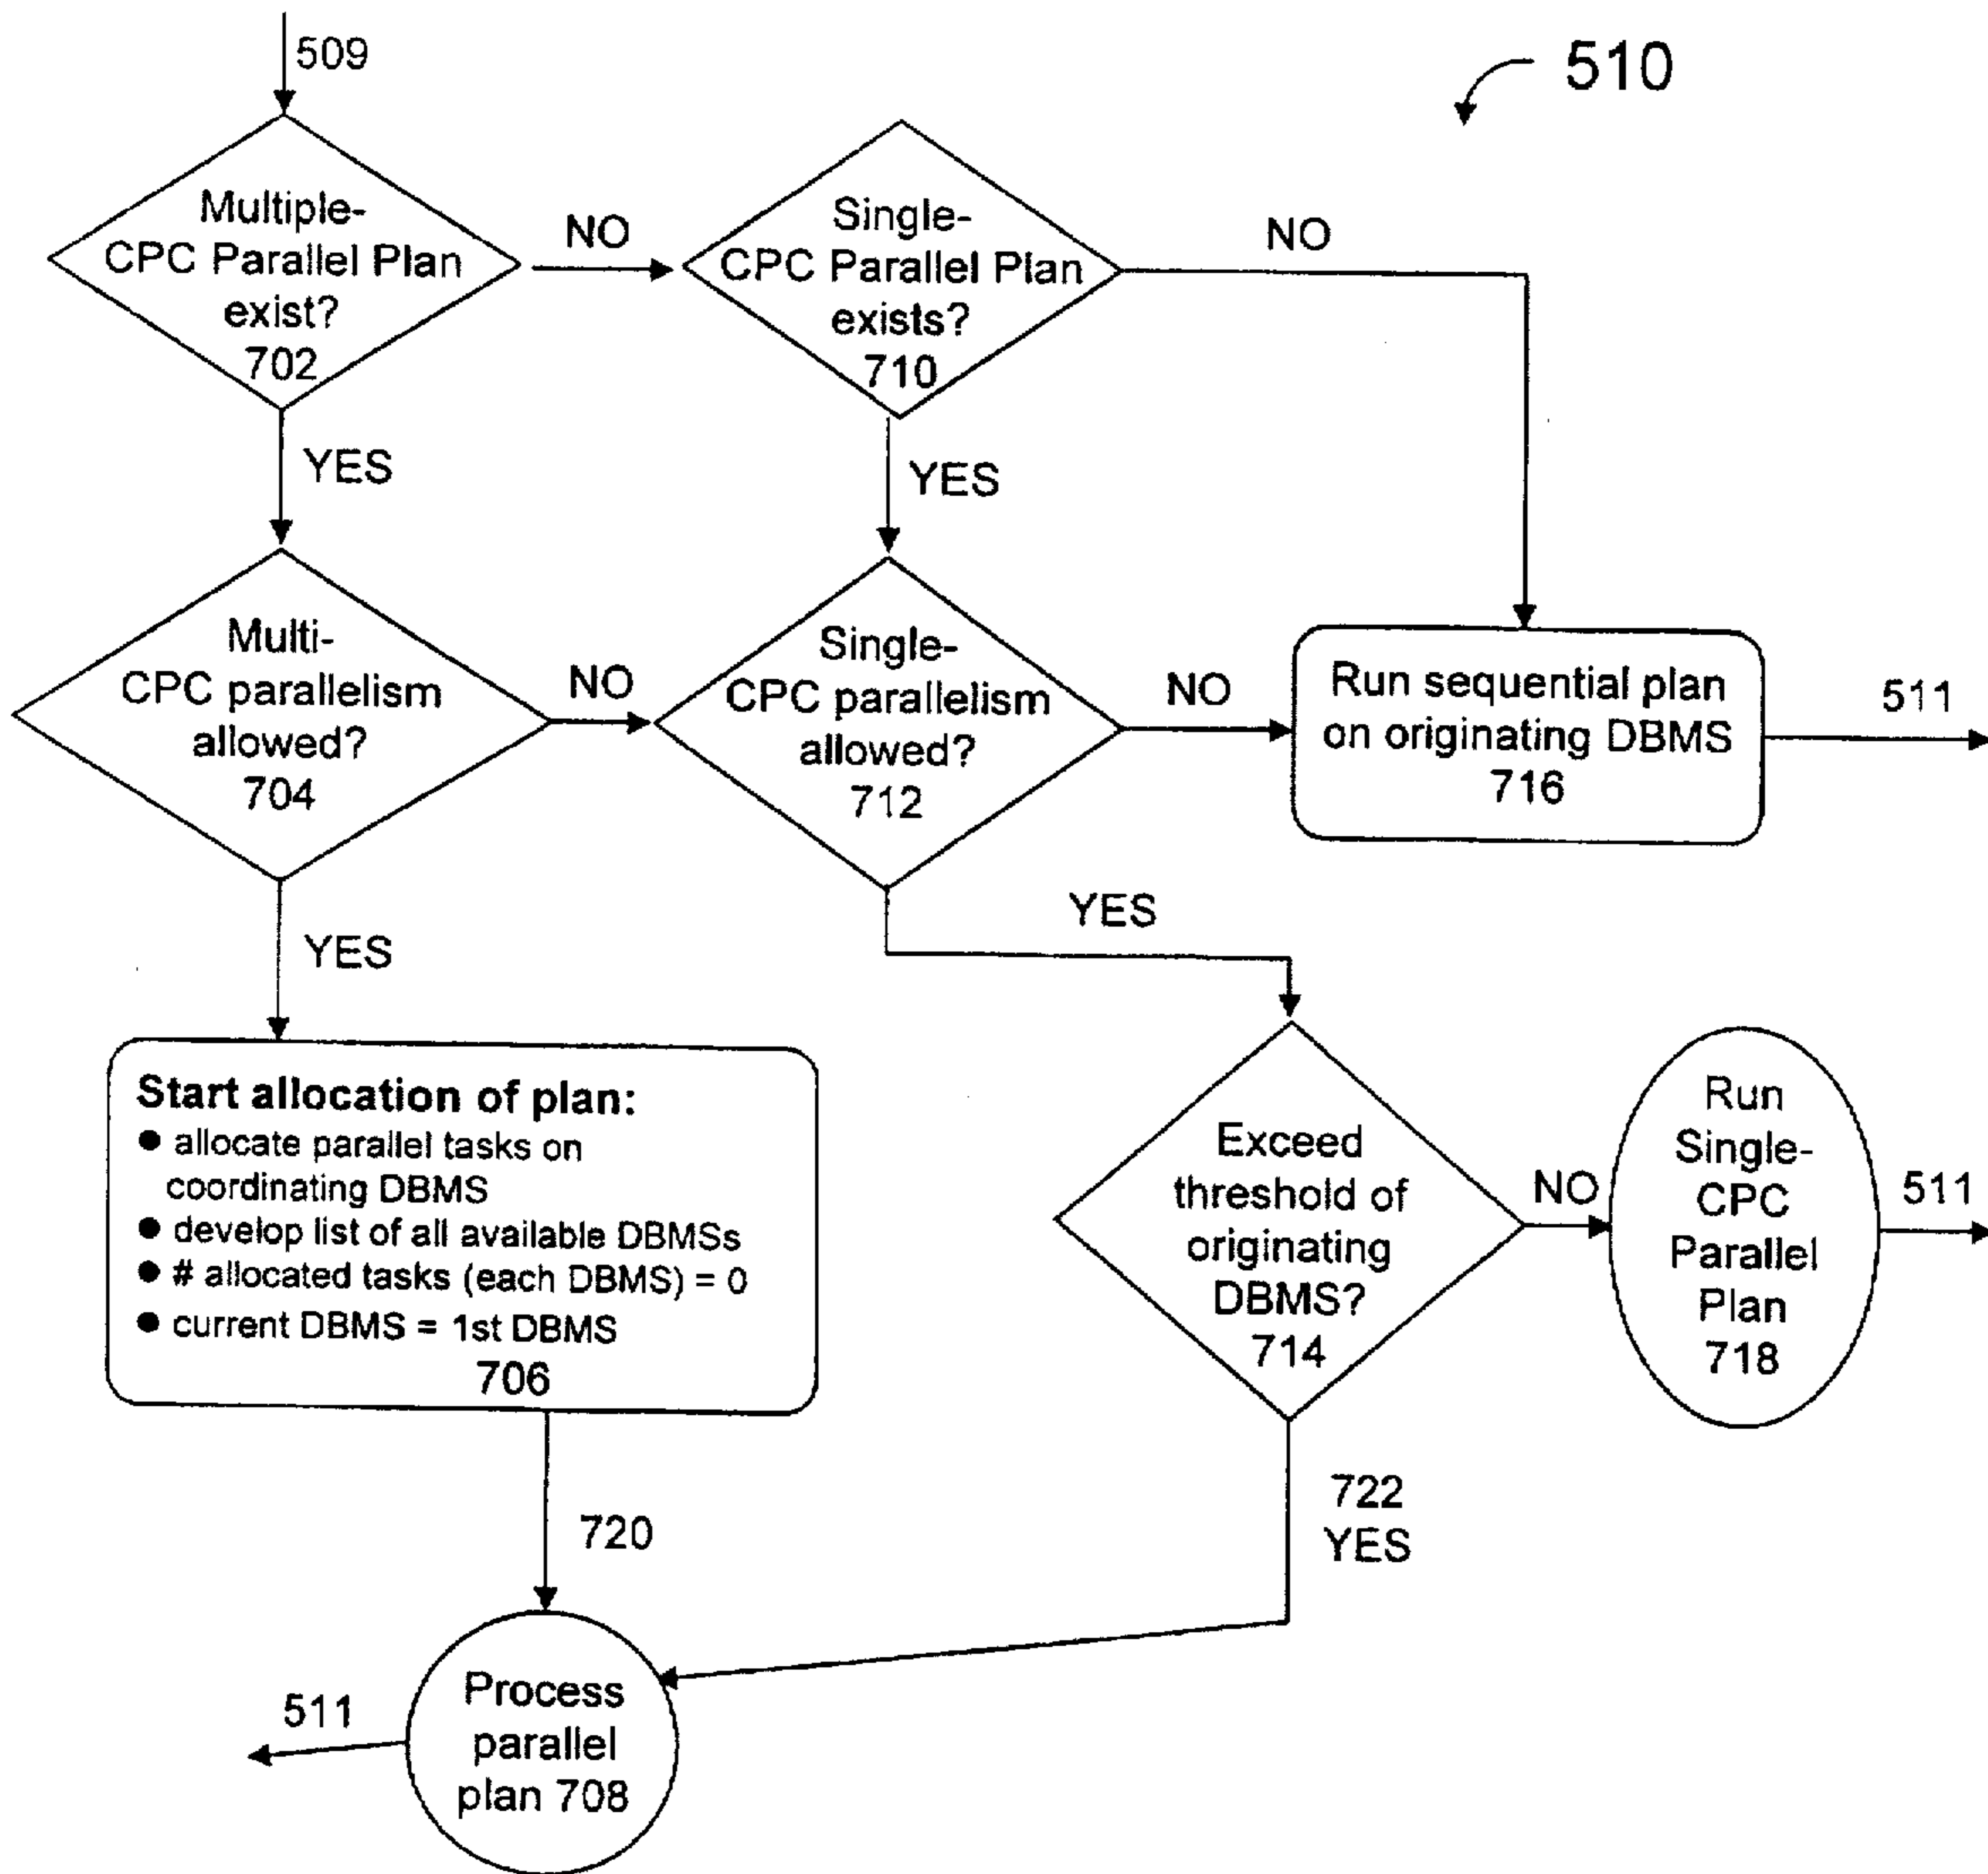 509
510
Multiple-
CPC Parallel Plan
exist?
702
NO
Single-
CPC Parallel Plan
exists?
710
NO
YES
YES
Multi-
CPC parallelism
allowed?
704
NO
Single-
CPC parallelism
allowed?
712
NO
Run sequential plan
on originating DBMS
716
511
YES
YES
Start allocation of plan:
● allocate parallel tasks on
coordinating DBMS
● develop list of all available DBMSs
● # allocated tasks (each DBMS) = 0
● current DBMS = 1st DBMS
706
Exceed
threshold of
originating
DBMS?
714
NO
Run
Single-
CPC
Parallel
Plan
718
511
720
722
YES
Process
parallel
plan 708
511